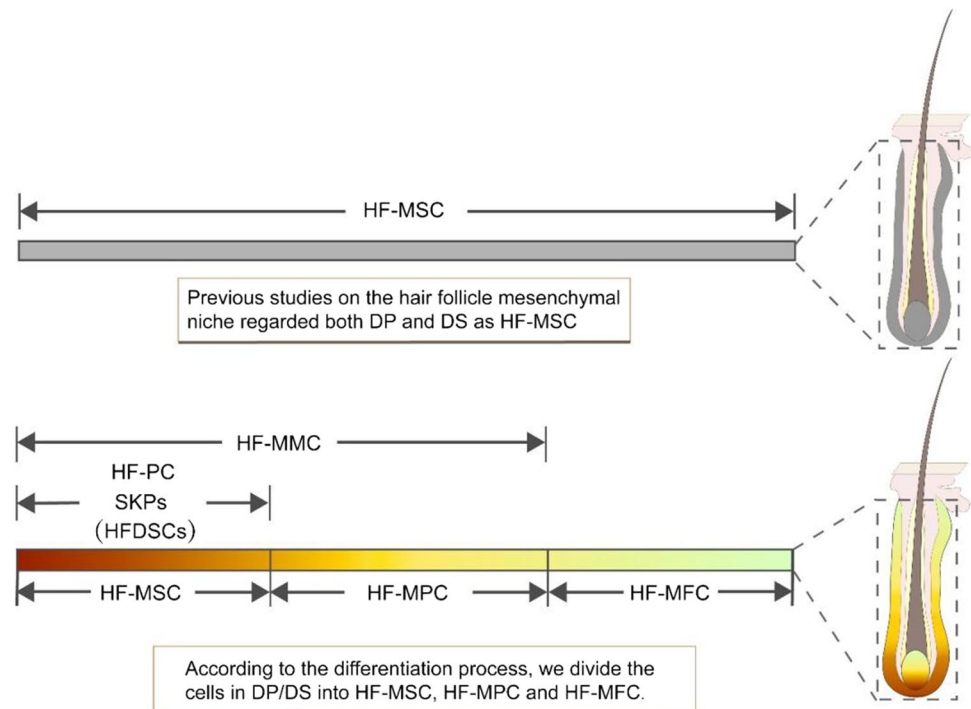 HF-MSC
Previous studies on the hair follicle mesenchymal
niche regarded both DP and DS as HF-MSC
HF-MMC
HF-PC
SKPs
(HFDSCs)
HF-MSC
HF-MPC
HF-MFC
According to the differentiation process, we divide the
cells in DP/DS into HF-MSC, HF-MPC and HF-MFC.